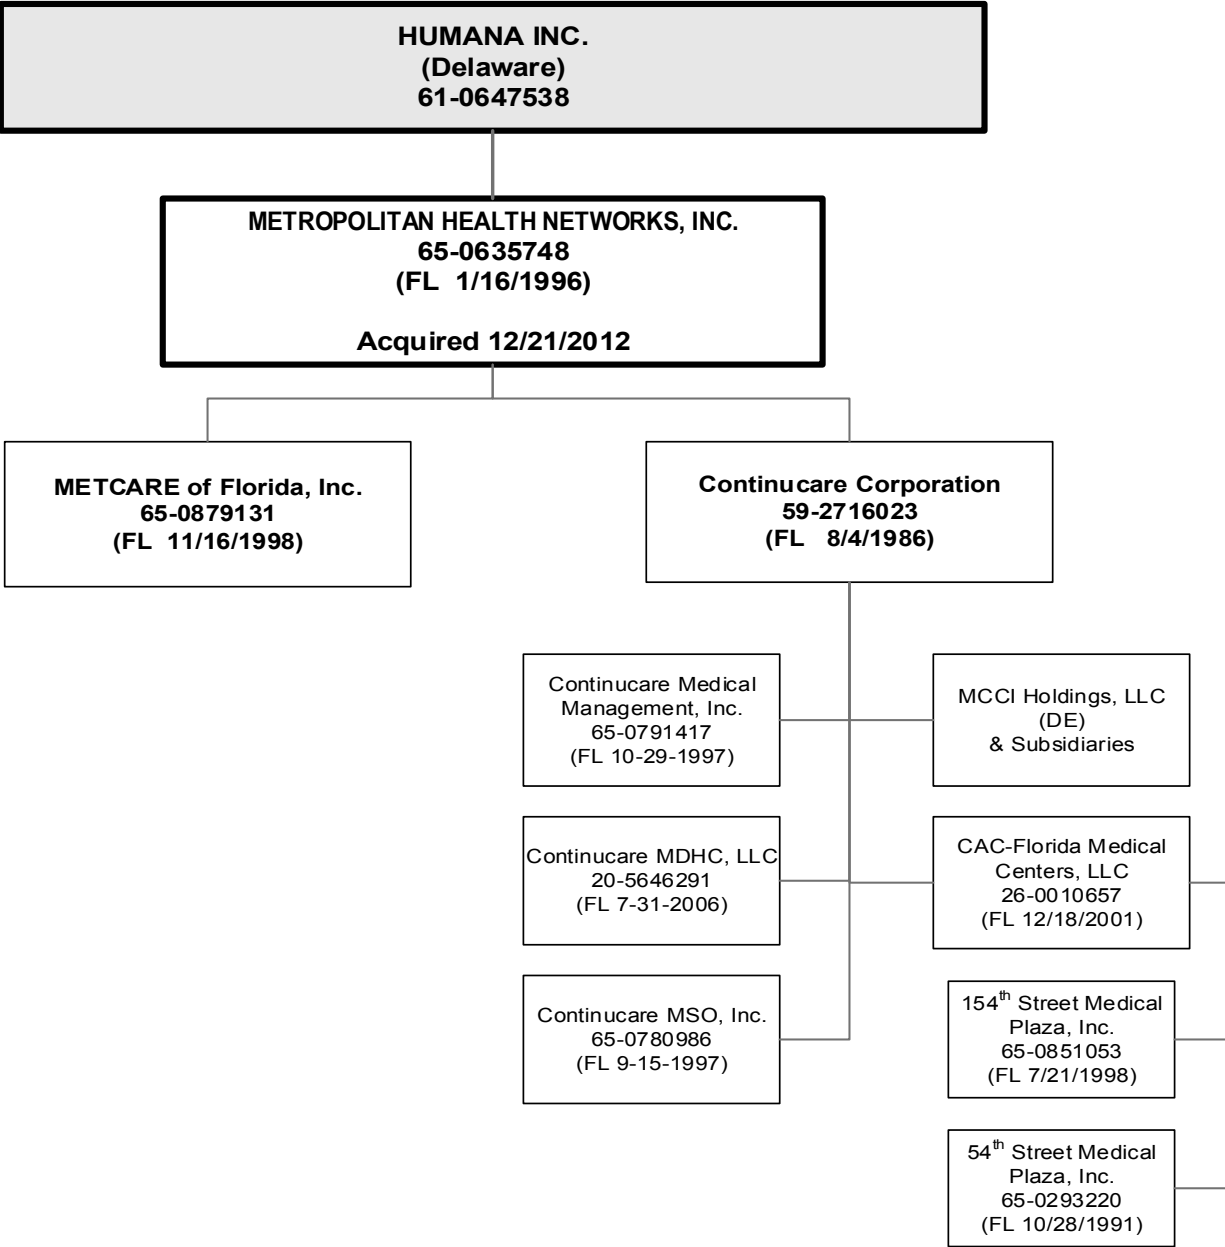 HUMANA INC.
(Delaware)
61-0647538
METROPOLITAN HEALTH NETWORKS, INC.
65-0635748
(FL 1/16/1996)
Acquired 12/21/2012
METCARE of Florida, Inc.
65-0879131
(FL 11/16/1998)
Continucare Corporation
59-2716023
(FL 8/4/1986)
Continucare Medical
Management, Inc.
65-0791417
(FL 10-29-1997)
MCCI Holdings, LLC
(DE)
& Subsidiaries
Continucare MDHC, LLC
20-5646291
(FL 7-31-2006)
CAC-Florida Medical
Centers, LLC
26-0010657
(FL 12/18/2001)
Continucare MSO, Inc.
65-0780986
(FL 9-15-1997)
154th Street Medical
Plaza, Inc.
65-0851053
(FL 7/21/1998)
54th Street Medical
Plaza, Inc.
65-0293220
(FL 10/28/1991)